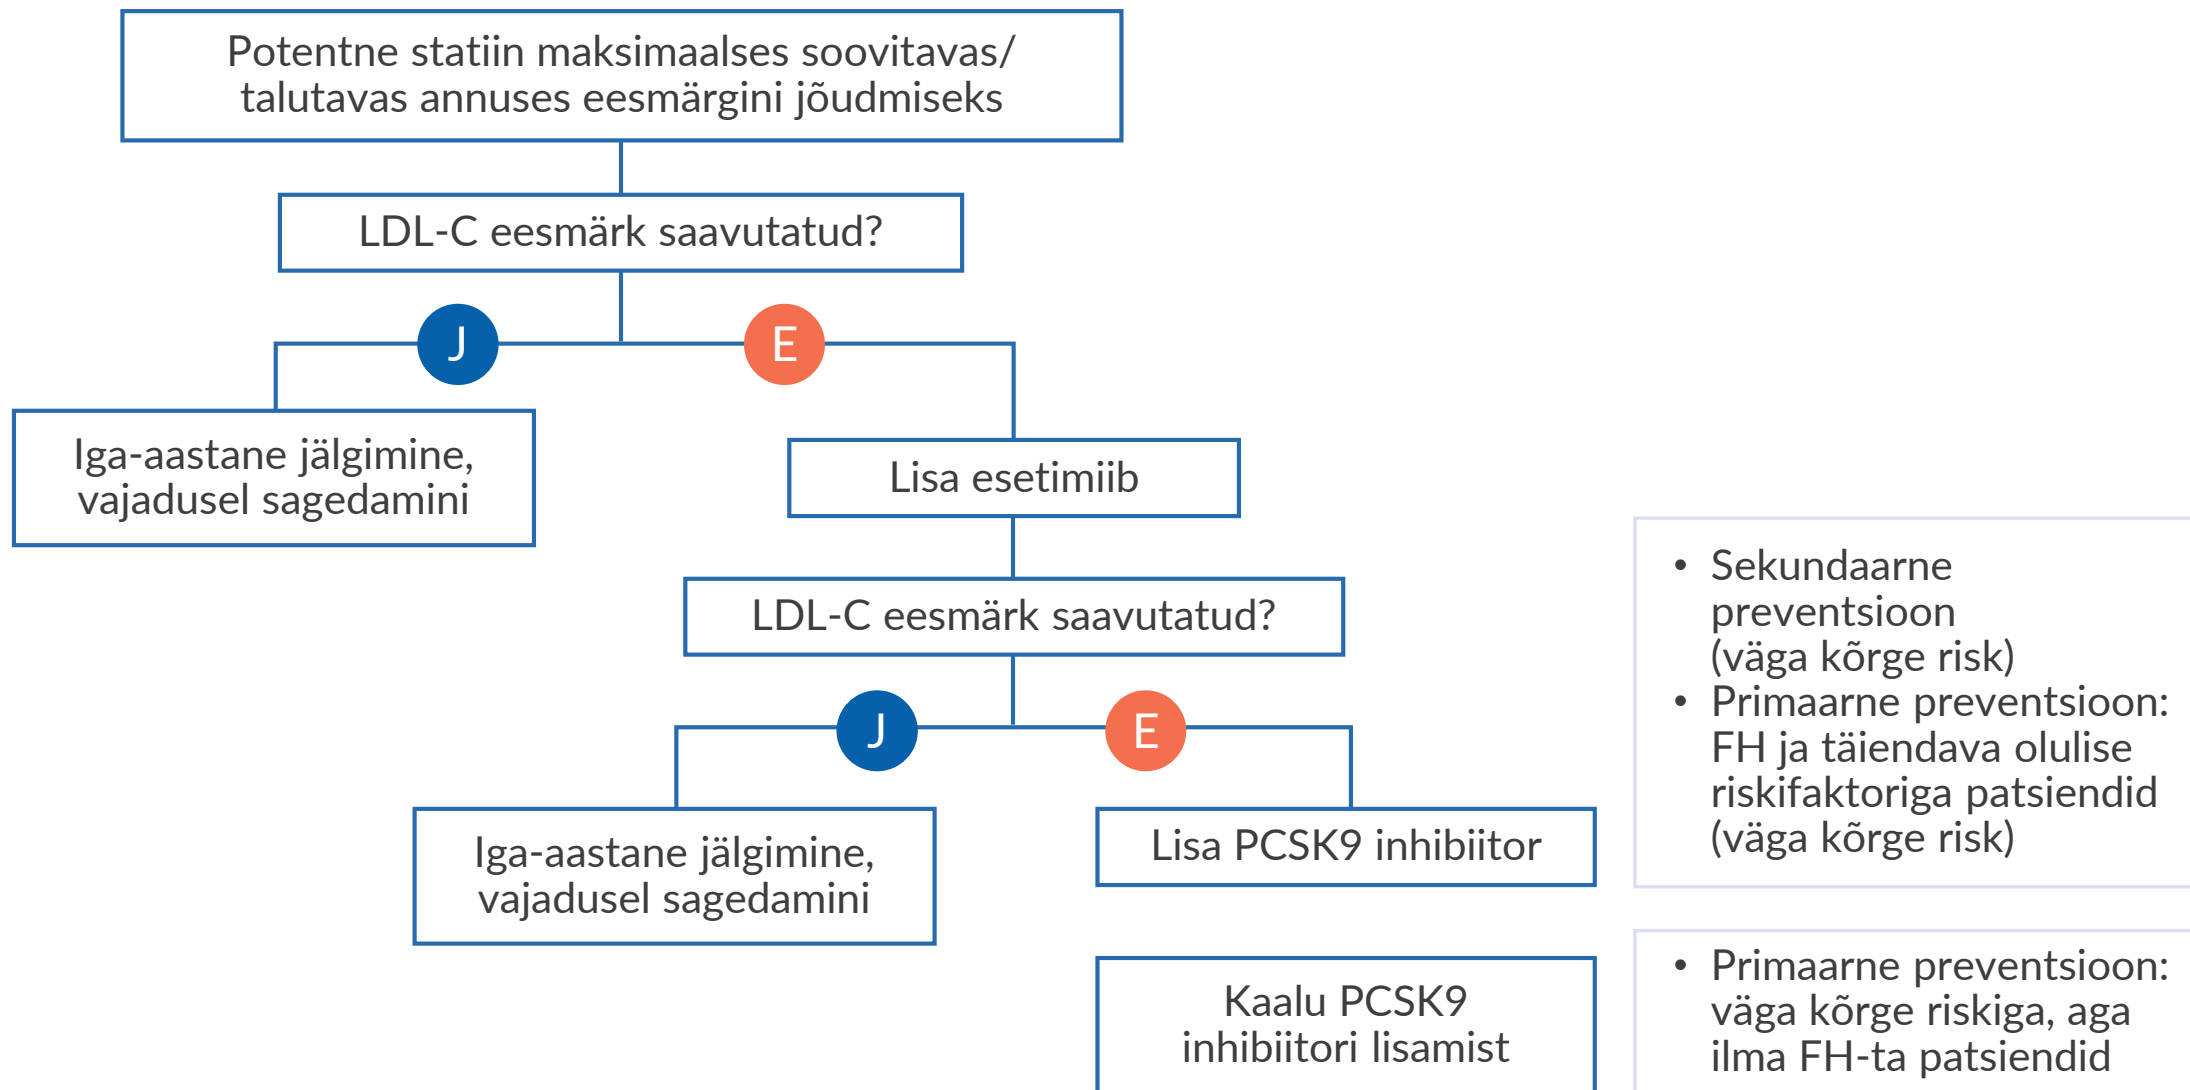 Potentne statiin maksimaalses soovitavas/
talutavas annuses eesmärgini jõudmiseks
LDL-C eesmärk saavutatud?
J
E
Iga-aastane jälgimine,
vajadusel sagedamini
Lisa esetimiib
LDL-C eesmärk saavutatud?
J
E
Iga-aastane jälgimine,
vajadusel sagedamini
Lisa PCSK9 inhibiitor
• Sekundaarne
preventsioon
(väga kõrge risk)
• Primaarne preventsioon:
FH ja täiendava olulise
riskifaktoriga patsiendid
(väga kõrge risk)
Kaalu PCSK9
inhibiitori lisamist
• Primaarne preventsioon:
väga kõrge riskiga, aga
ilma FH-ta patsiendid